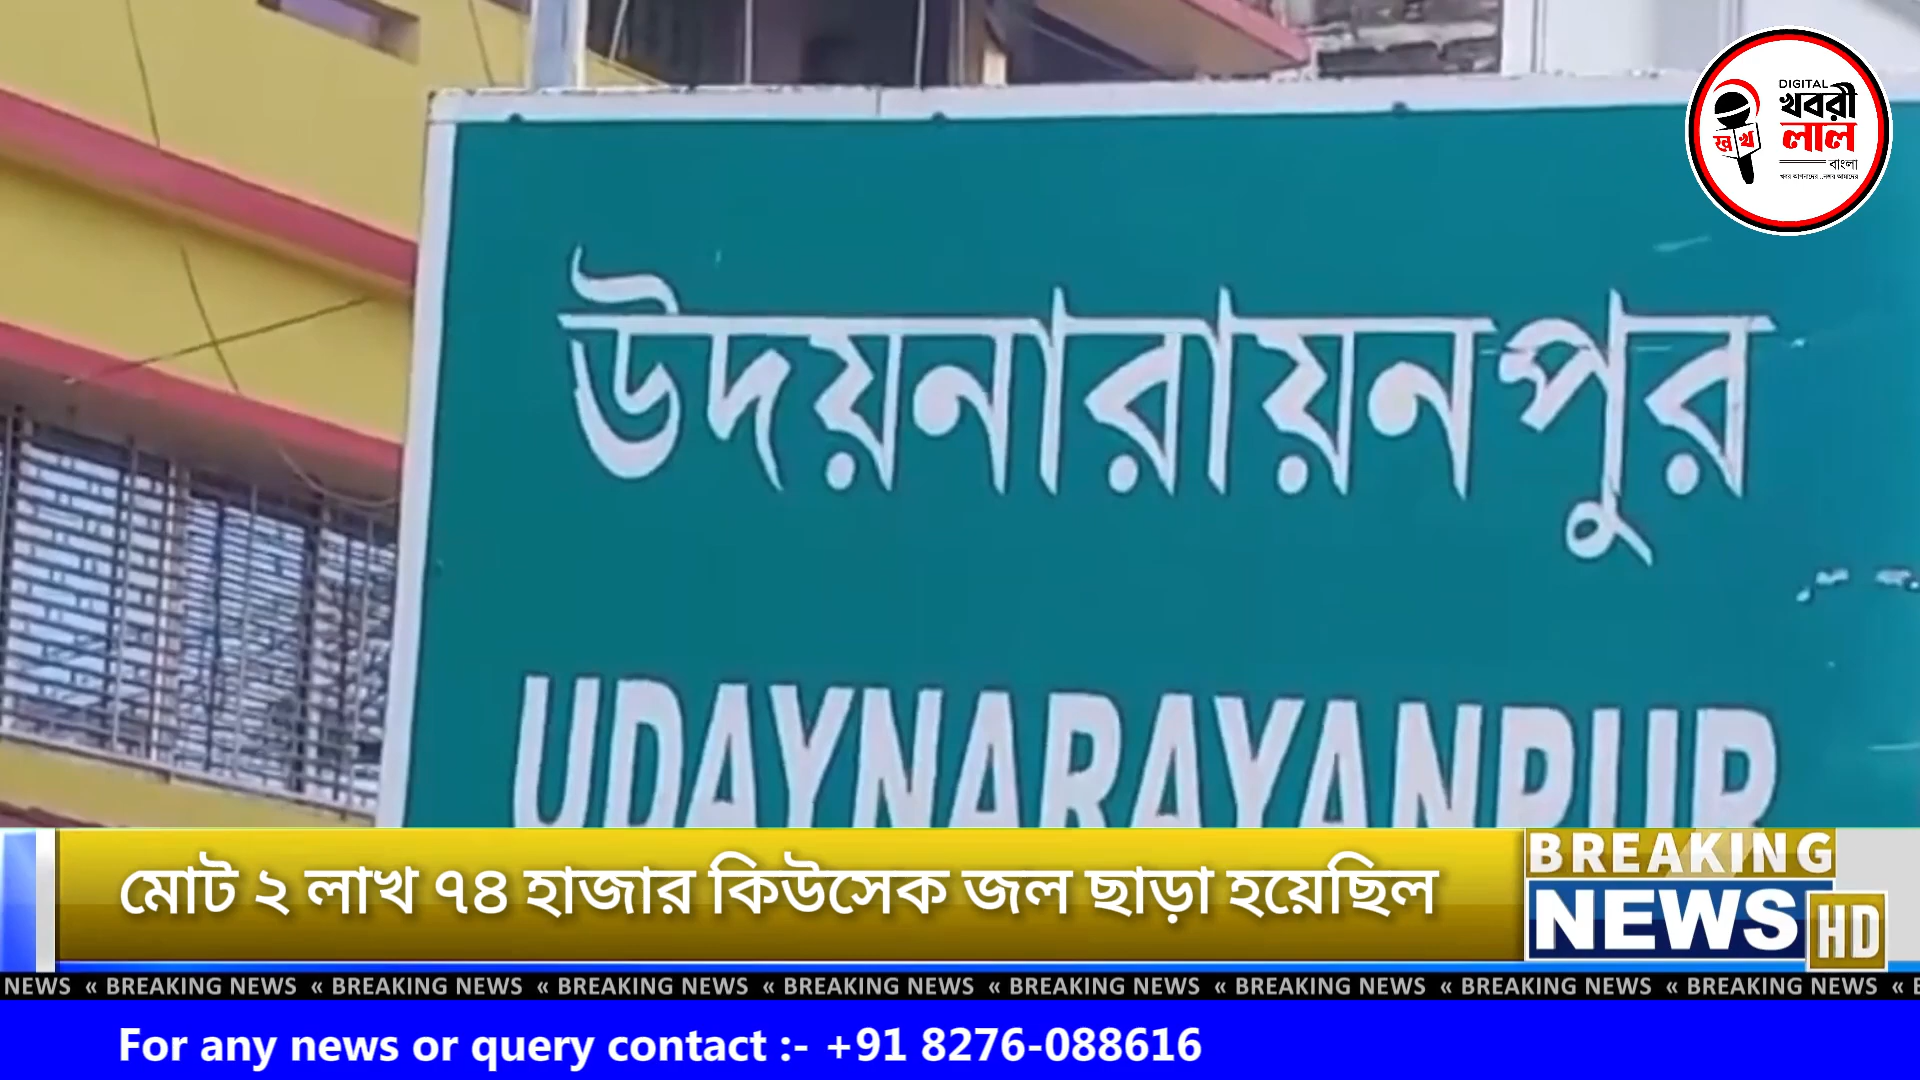 DIGITAL
খবরী
লাল
বাংলা
খ খ
উদয়নারায়নপুর
UDAYNARAYANPUR
মোট ২ লাখ ৭৪ হাজার কিউসেক জল ছাড়া হয়েছিল
BREAKING
NEWS HD
NEWS « BREAKING NEWS « BREAKING NEWS « BREAKING NEWS « BREAKING NEWS « BREAKING NEWS « BREAKING NEWS « BREAKING NEWS « BREAKING NEWS «
For any news or query contact :- +91 8276-088616